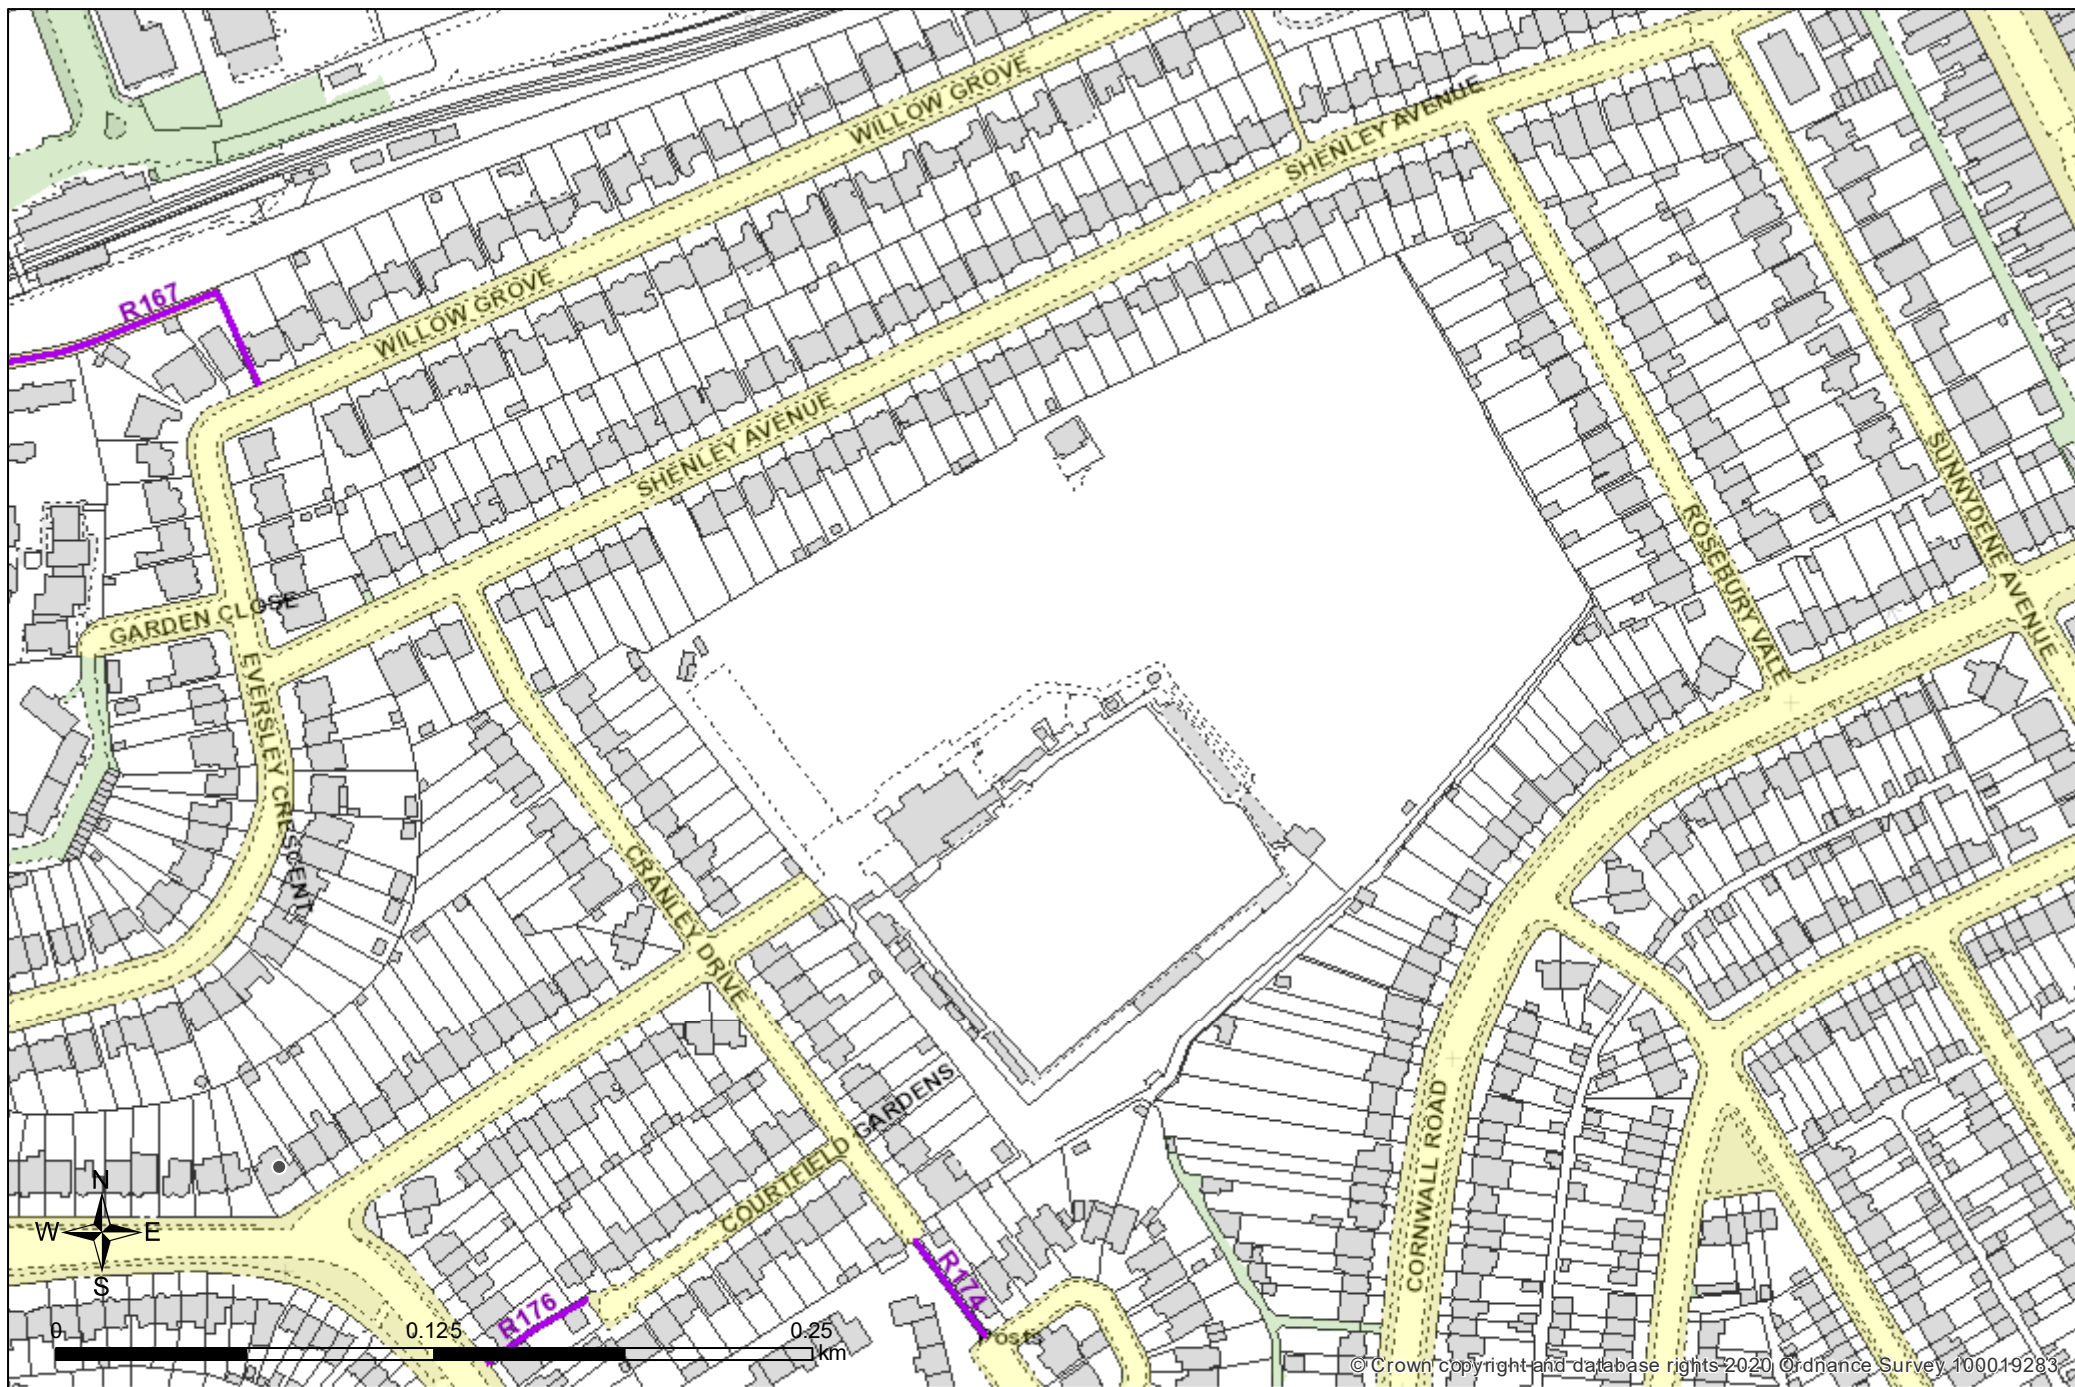 WILLOW GROVE
SHENLEY AVENUE
R167
WILLOW GROVE
SHENLEY AVENUE
SUNNYDENE AVENUE
ROSEBURY VALE
GARDEN CLOSE
EVERSLEY CRESCENT
CRANLEY DRIVE
COURTFIELD GARDENS
CORNWALL ROAD
N
W E
S
R174
R176
Posts
0 0.125 0.25
km
© Crown copyright and database rights 2020 Ordnance Survey 100019283